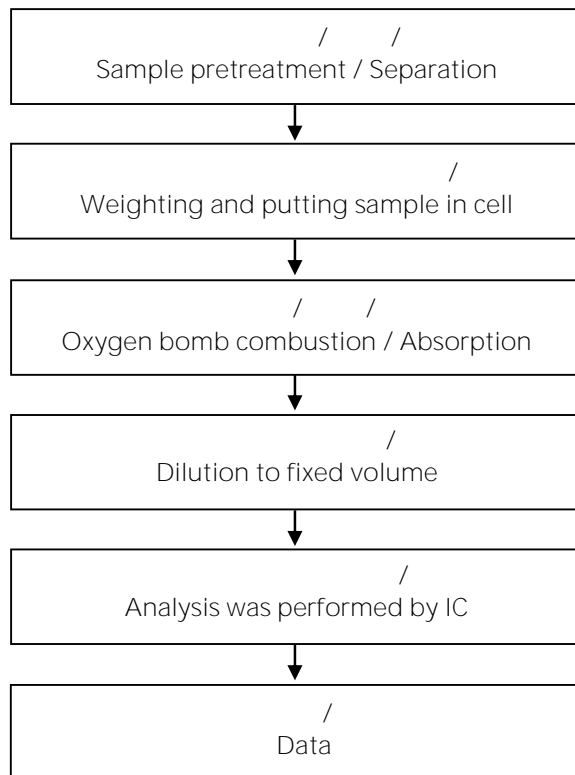 / /
Sample pretreatment / Separation
/
Weighting and putting sample in cell
/ /
Oxygen bomb combustion / Absorption
/
Dilution to fixed volume
/
Analysis was performed by IC
/
Data